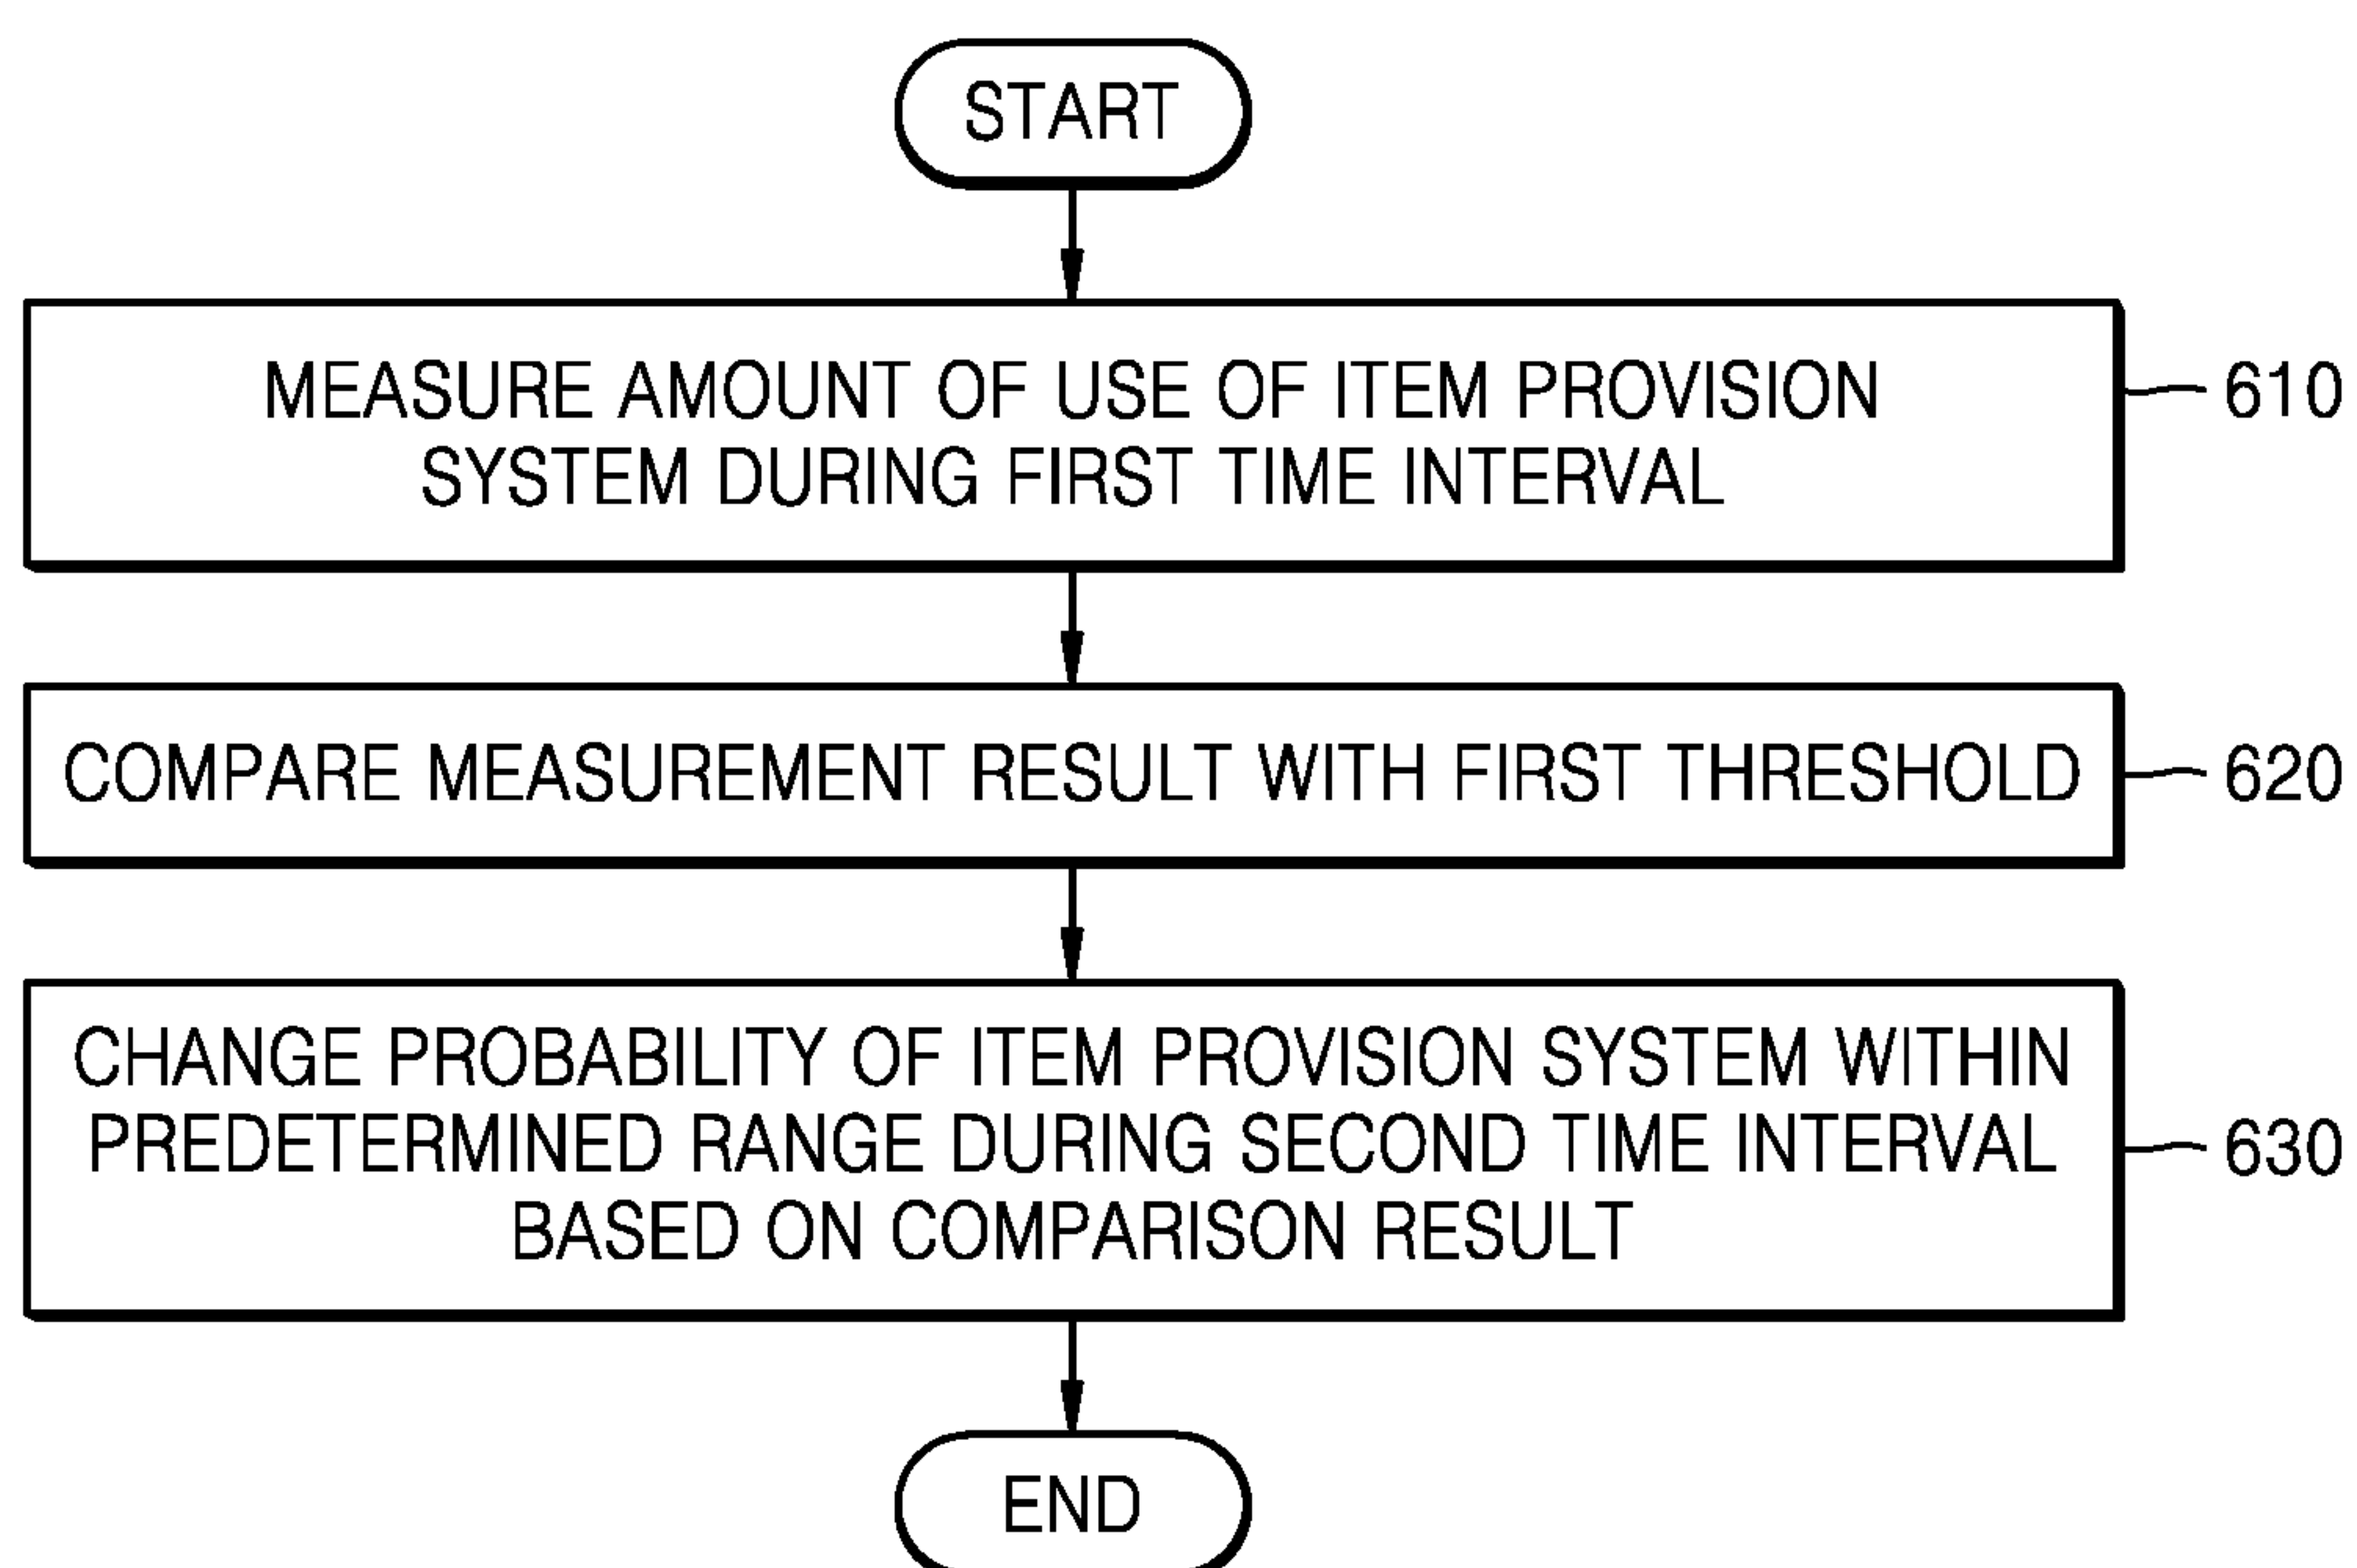 START
MEASURE AMOUNT OF USE OF ITEM PROVISION
SYSTEM DURING FIRST TIME INTERVAL
610
COMPARE MEASUREMENT RESULT WITH FIRST THRESHOLD
620
CHANGE PROBABILITY OF ITEM PROVISION SYSTEM WITHIN
PREDETERMINED RANGE DURING SECOND TIME INTERVAL
BASED ON COMPARISON RESULT
630
END